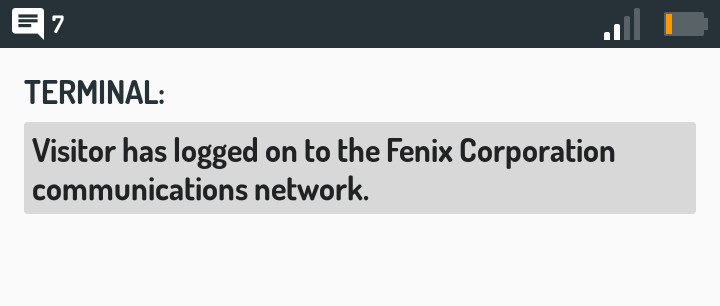 7
TERMINAL:
Visitor has logged on to the Fenix Corporation
communications network.